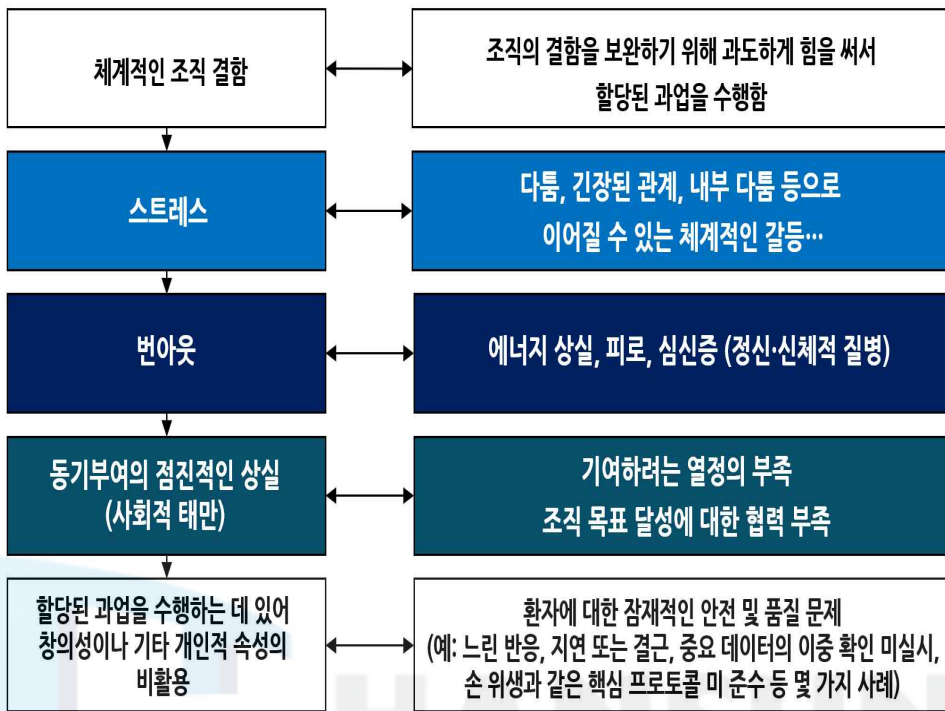 체계적인 조직 결함
조직의 결함을 보완하기 위해 과도하게 힘을 써서
할당된 과업을 수행함
스트레스
다툼, 긴장된 관계, 내부 다툼 등으로
이어질 수 있는 체계적인 갈등…
번아웃
에너지 상실, 피로, 심신증 (정신·신체적 질병)
동기부여의 점진적인 상실
(사회적 태만)
기여하려는 열정의 부족
조직 목표 달성에 대한 협력 부족
할당된 과업을 수행하는 데 있어
창의성이나 기타 개인적 속성의
비활용
환자에 대한 잠재적인 안전 및 품질 문제
(예: 느린 반응, 지연 또는 결근, 중요 데이터의 이중 확인 미실시,
손 위생과 같은 핵심 프로토콜 미 준수 등 몇 가지 사례)